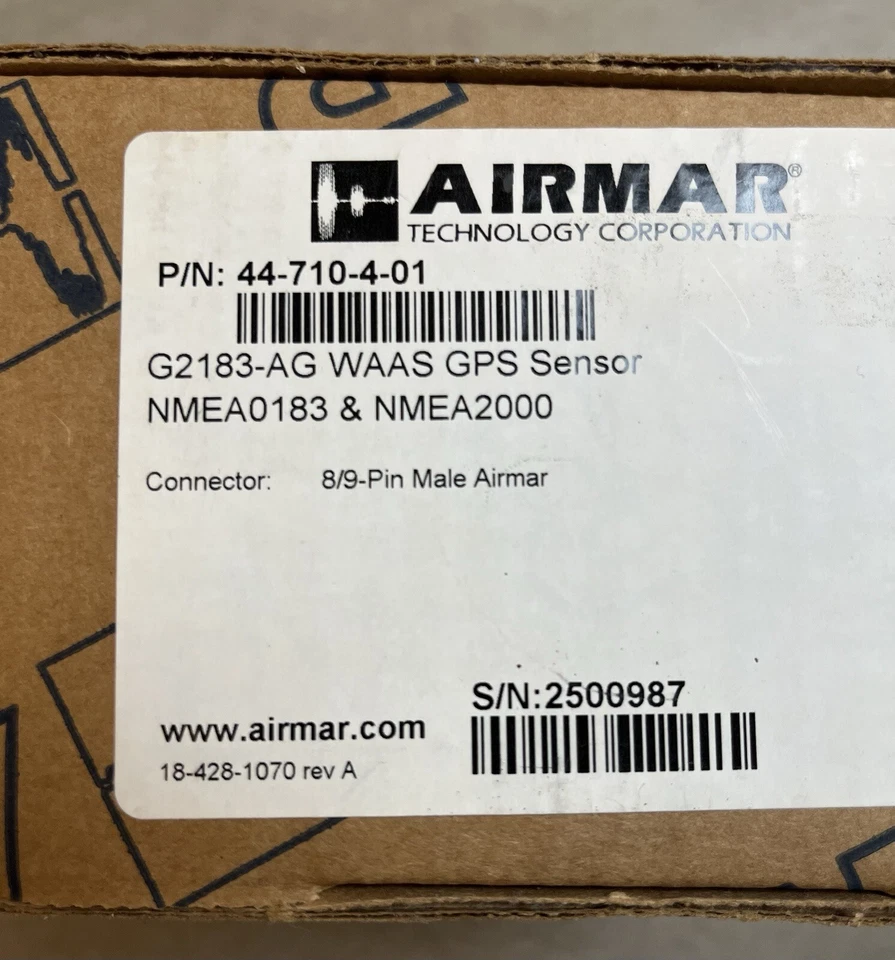 AIRMAR®
TECHNOLOGY CORPORATION
P/N: 44-710-4-01
G2183-AG WAAS GPS Sensor
NMEA0183 & NMEA2000
Connector: 8/9-Pin Male Airmar
S/N:2500987
www.airmar.com
18-428-1070 rev A